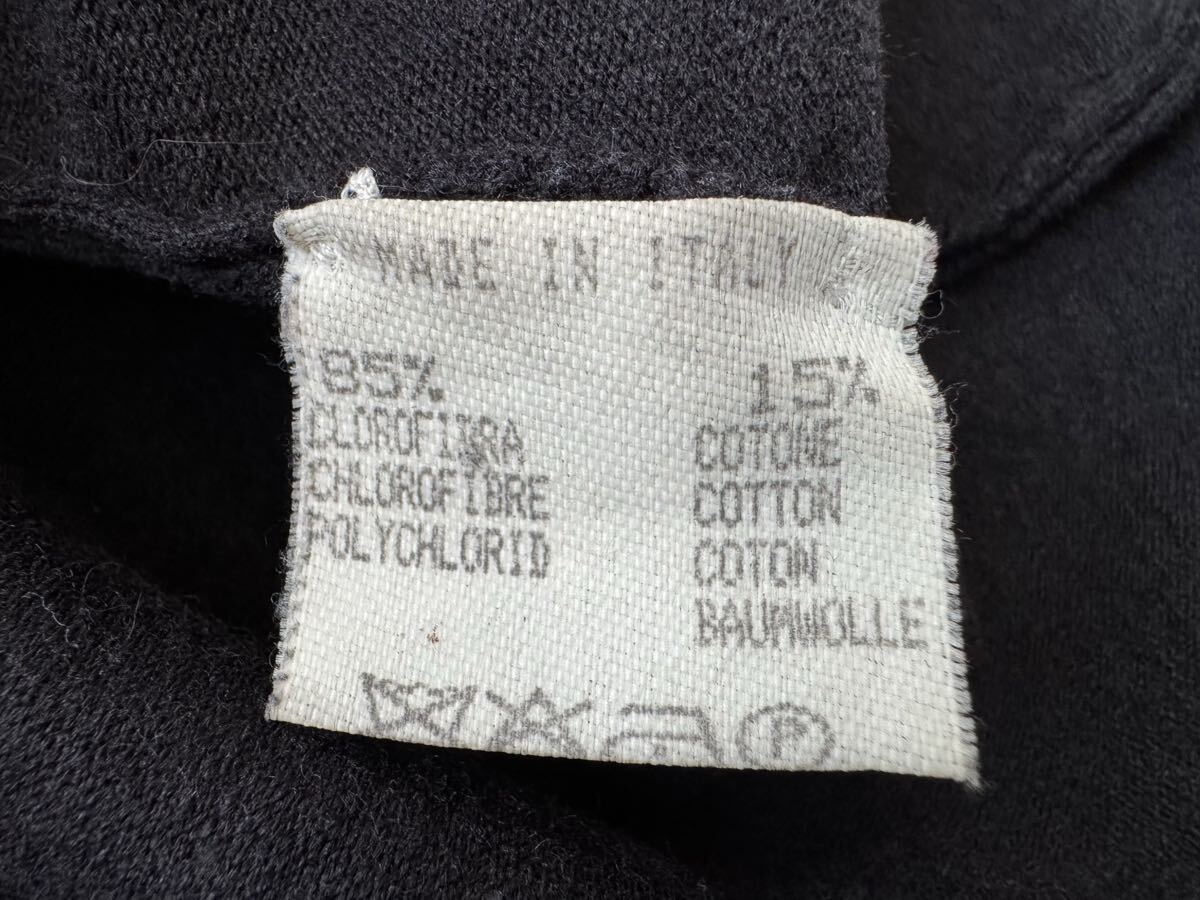 MADE IN ITALY
85%
CLOROFIBRA
CHLOROFIBRE
POLYCHLORID
15%
COTONE
COTTON
COTON
BAUMWOLLE
P